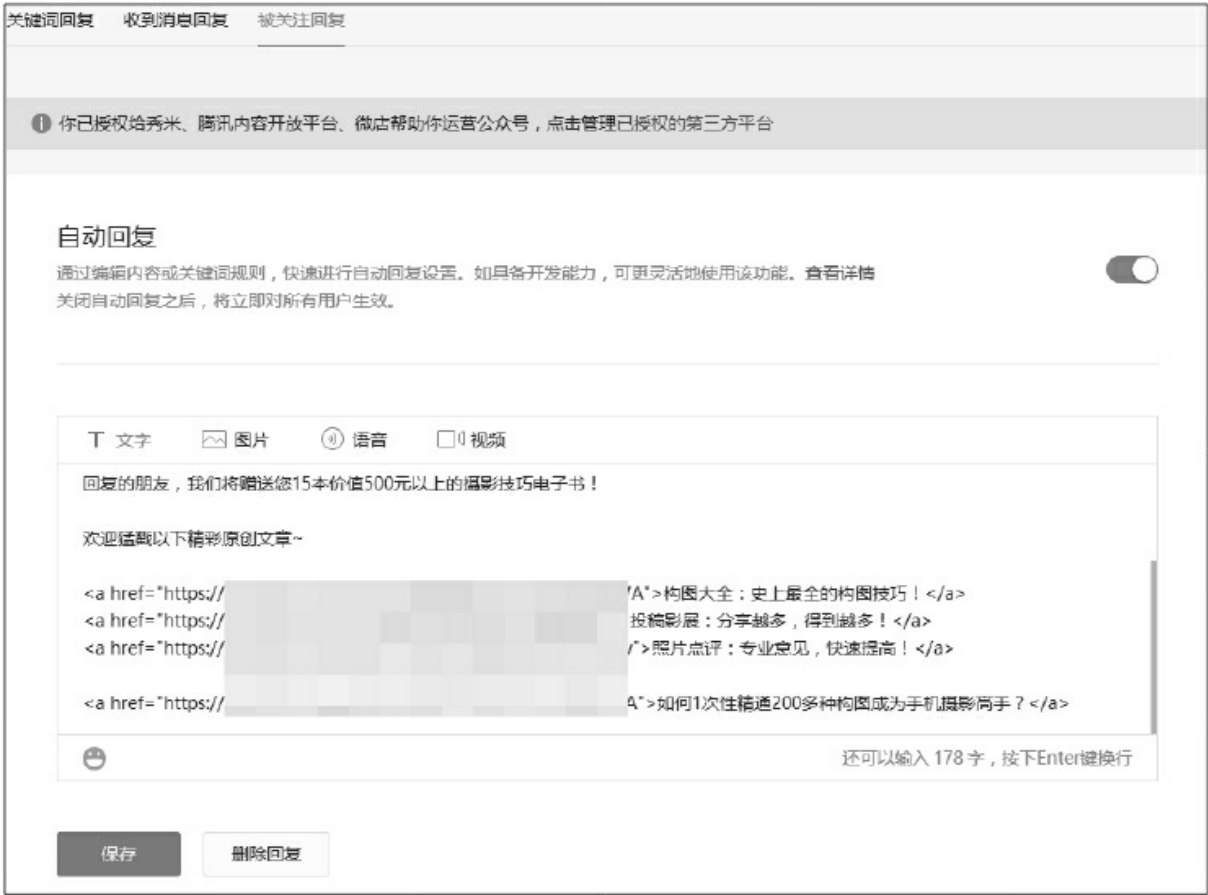 关键词回复 收到消息回复 被关注回复
你已授权给秀米、腾讯内容开放平台、微店帮助你运营公众号，点击管理已授权的第三方平台
自动回复
通过编辑内容或关键词规则，快速进行自动回复设置。如具备开发能力，可更灵活地使用该功能。查看详情
关闭自动回复之后，将立即对所有用户生效。
文字 图片 语音 视频
回复的朋友，我们将赠送您15本价值500元以上的摄影技巧电子书！
欢迎猛戳以下精彩原创文章~
<a href="https:// /A">构图大全：史上最全的构图技巧！</a>
<a href="https:// 投稿影展：分享越多，得到越多！</a>
<a href="https:// ">照片点评：专业意见，快速提高！</a>
<a href="https:// A">如何1次性精通200多种构图成为手机摄影高手？</a>
还可以输入 178 字，按下Enter键换行
保存 删除回复